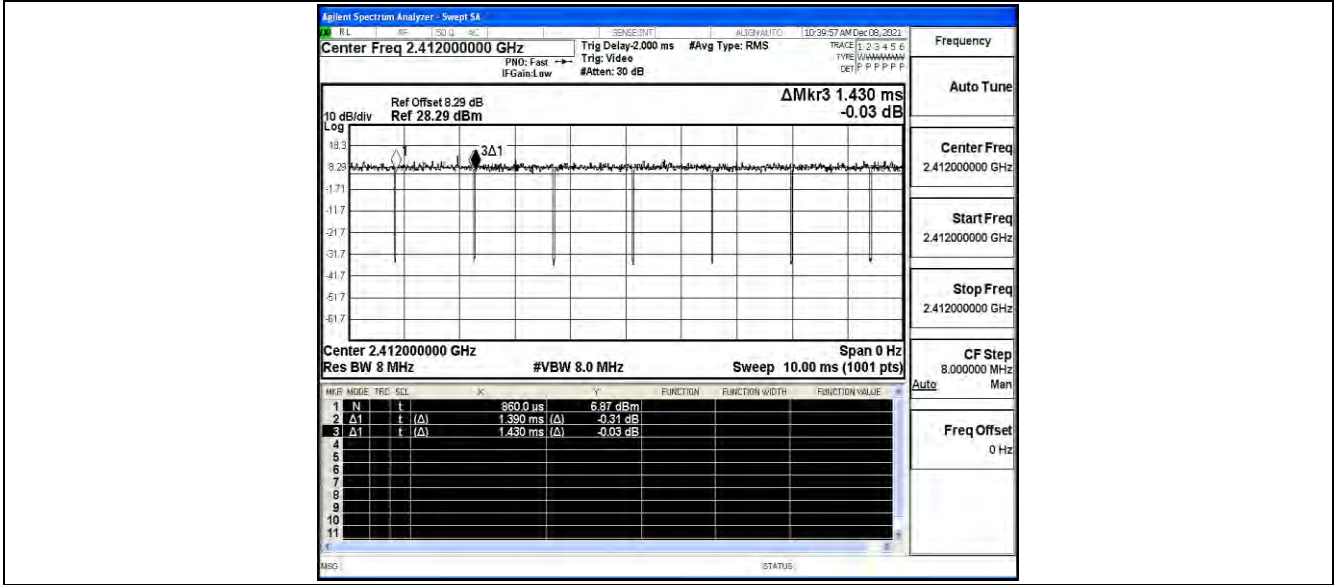 Agilent Spectrum Analyzer - Swept SA
RL RF 50 Ω AC SENSE:INT ALIGNAUTO 10:39:57 AM Dec 08, 2021
Center Freq 2.412000000 GHz
PNO: Fast
IFGain:Low
Trig Delay-2.000 ms
Trig: Video
#Atten: 30 dB
#Avg Type: RMS
TRACE 1 2 3 4 5 6
TYPE
DET P P P P P P
Ref Offset 8.29 dB
10 dB/div Ref 28.29 dBm
Log
ΔMkr3 1.430 ms
-0.03 dB
1
3Δ1
18.3
8.29
-1.71
-11.7
-21.7
-31.7
-41.7
-51.7
-61.7
Center 2.412000000 GHz Span 0 Hz
Res BW 8 MHz #VBW 8.0 MHz Sweep 10.00 ms (1001 pts)
MKR MODE TRC SCL X Y FUNCTION FUNCTION WIDTH FUNCTION VALUE
1 N t 860.0 us 6.87 dBm
2 Δ1 t (Δ) 1.390 ms (Δ) -0.31 dB
3 Δ1 t (Δ) 1.430 ms (Δ) -0.03 dB
4
5
6
7
8
9
10
11
MSG STATUS
Frequency
Auto Tune
Center Freq
2.412000000 GHz
Start Freq
2.412000000 GHz
Stop Freq
2.412000000 GHz
CF Step
8.000000 MHz
Auto Man
Freq Offset
0 Hz